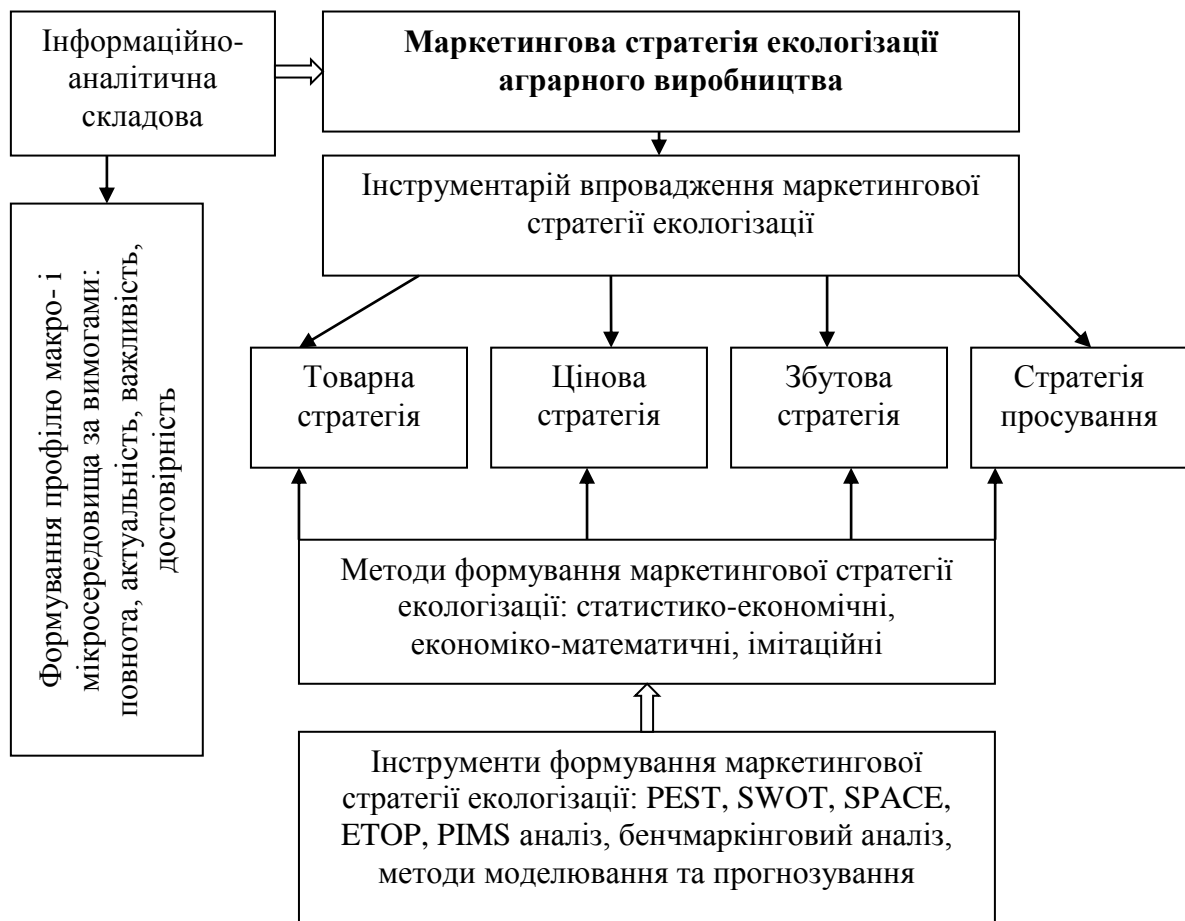 Інформаційно-
аналітична
складова
Маркетингова стратегія екологізації
аграрного виробництва
Інструментарій впровадження маркетингової
стратегії екологізації
Формування профілю макро- і
мікросередовища за вимогами:
повнота, актуальність, важливість,
достовірність
Товарна
стратегія
Цінова
стратегія
Збутова
стратегія
Стратегія
просування
Методи формування маркетингової стратегії
екологізації: статистико-економічні,
економіко-математичні, імітаційні
Інструменти формування маркетингової
стратегії екологізації: PEST, SWOT, SPACE,
ETOP, PIMS аналіз, бенчмаркінговий аналіз,
методи моделювання та прогнозування